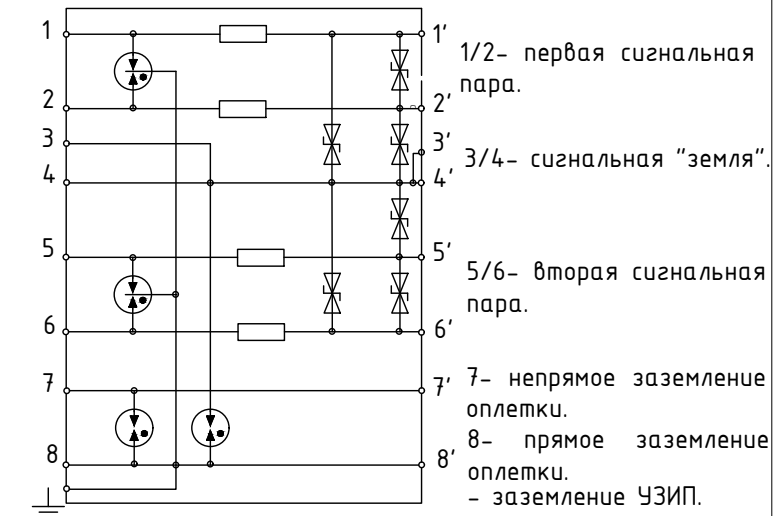 1
1'
2
2'
3
3'
4
4'
5
5'
6
6'
7
7'
8
8'
1/2- первая сигнальная
пара.
3/4- сигнальная "земля".
5/6- вторая сигнальная
пара.
7- непрямое заземление
оплетки.
8- прямое заземление
оплетки.
- заземление УЗИП.